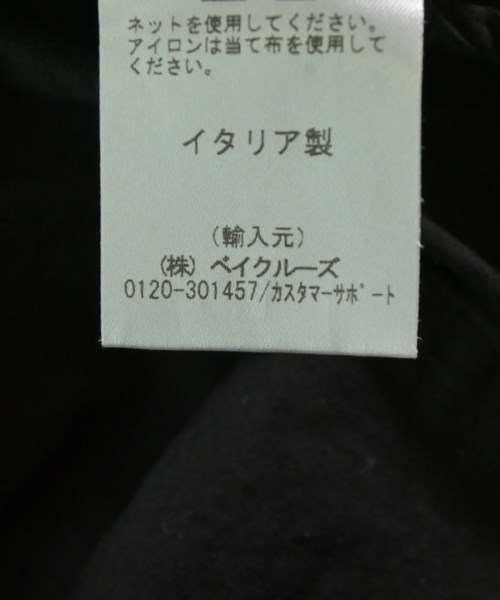 ネットを使用してください。
アイロンは当て布を使用して
ください。
イタリア製
(輸入元)
(株) ベイクルーズ
0120-301457/ｶｽﾀﾏｰｻﾎﾟｰﾄ